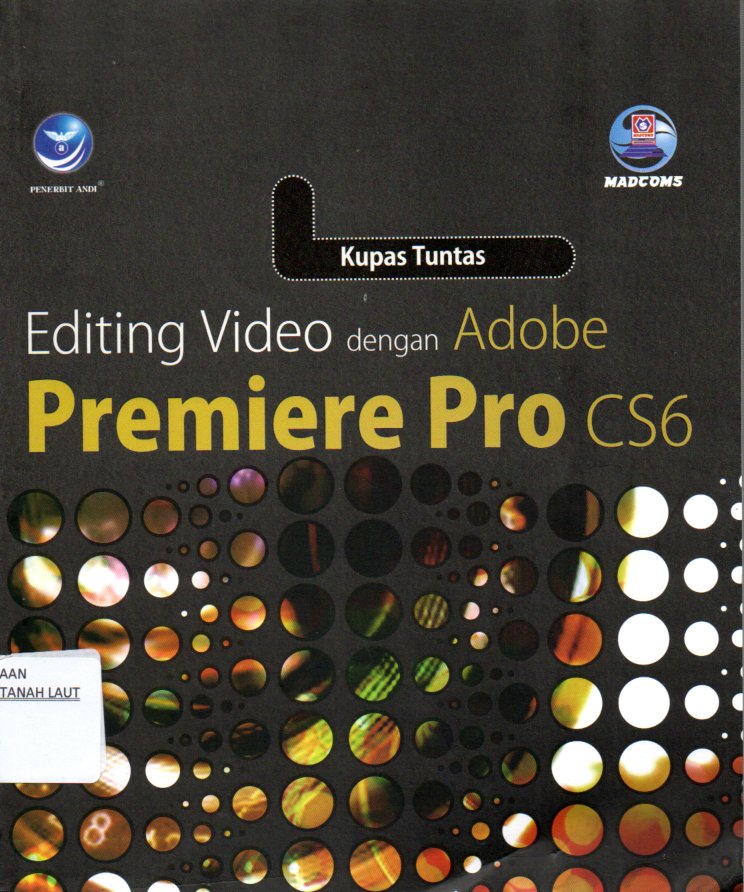 PENERBIT ANDI®
MADCOMS
Kupas Tuntas
Editing Video dengan Adobe
Premiere Pro CS6
AAN
TANAH LAUT